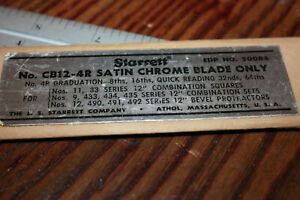 Starrett
EDP NO. 50084
No. CB12-4R SATIN CHROME BLADE ONLY
No. 4R GRADUATION-8ths, 16ths, QUICK READING 32nds, 64ths
FOR
Nos. 11, 33 SERIES 12" COMBINATION SQUARES
Nos. 9, 433, 434, 435 SERIES 12" COMBINATION SETS
Nos. 12, 490, 491, 492 SERIES 12" BEVEL PROTRACTORS
THE L. S. STARRETT COMPANY - ATHOL, MASSACHUSETTS, U.S.A.